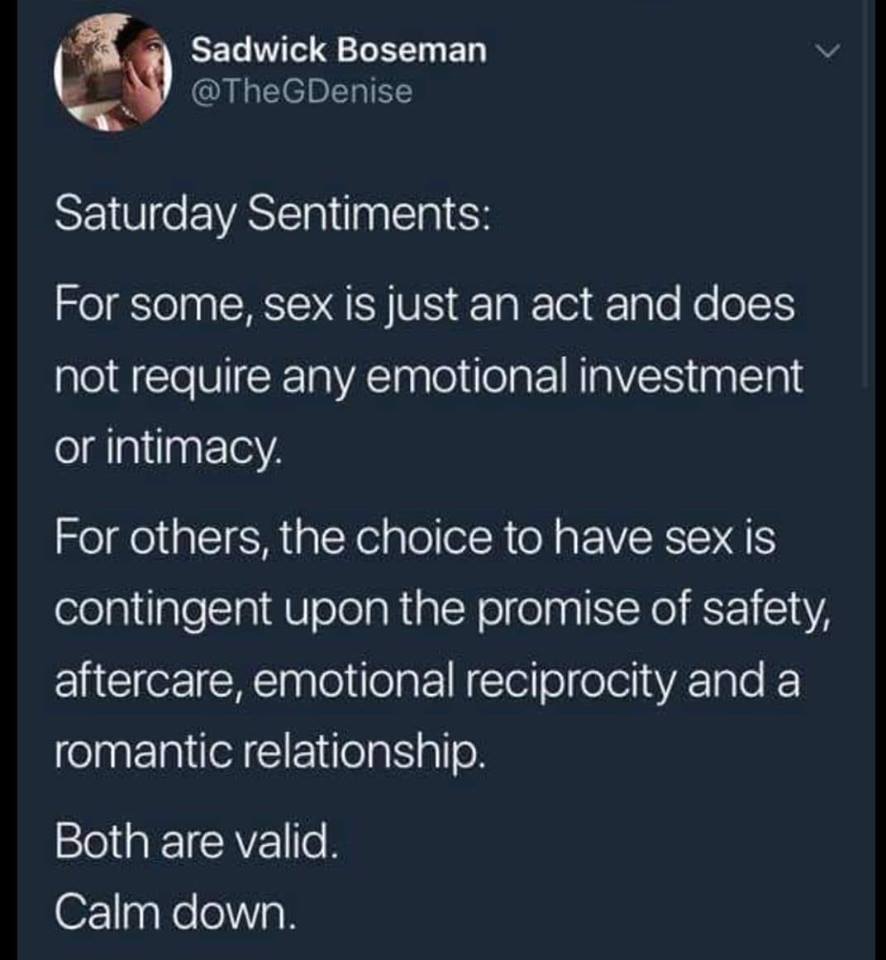 Sadwick Boseman
@TheGDenise
Saturday Sentiments:
For some, sex is just an act and does
not require any emotional investment
or intimacy.
For others, the choice to have sex is
contingent upon the promise of safety,
aftercare, emotional reciprocity and a
romantic relationship.
Both are valid.
Calm down.